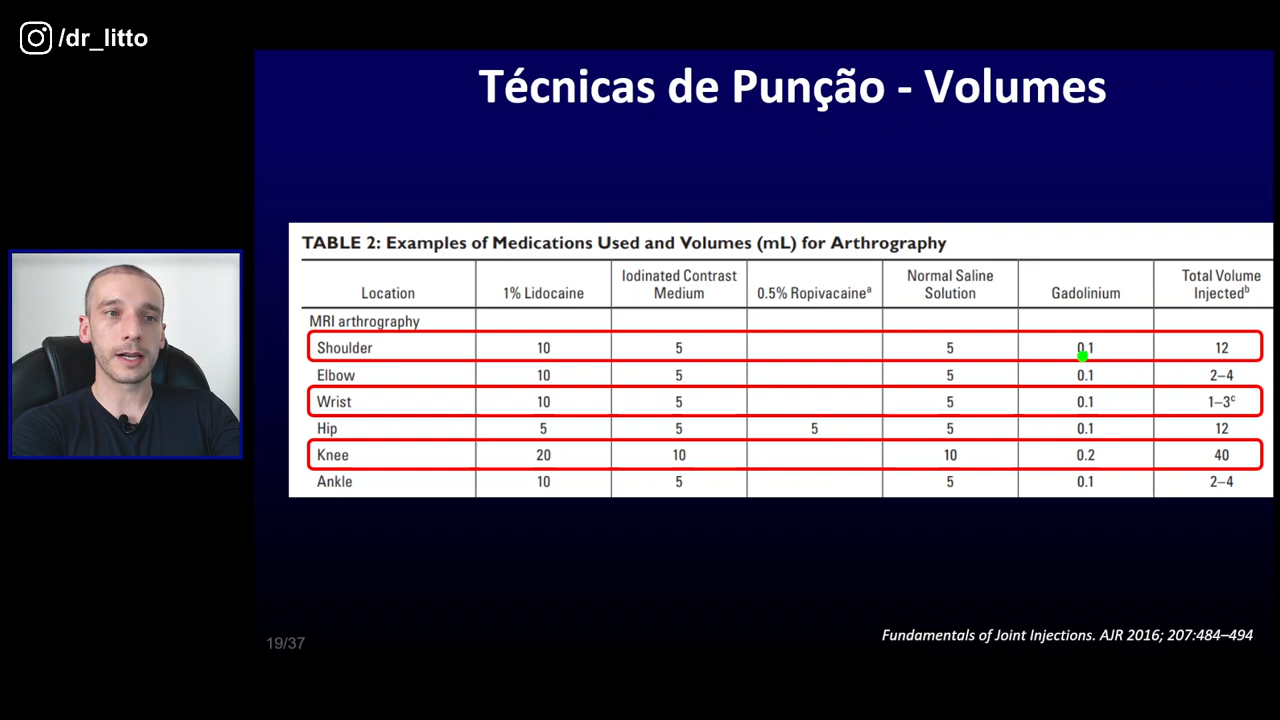 /dr_litto
Técnicas de Punção - Volumes
TABLE 2: Examples of Medications Used and Volumes (mL) for Arthrography
Location 1% Lidocaine Iodinated Contrast Medium 0.5% Ropivacaineᵃ Normal Saline Solution Gadolinium Total Volume Injectedᵇ
MRI arthrography
Shoulder 10 5 5 0.1 12
Elbow 10 5 5 0.1 2–4
Wrist 10 5 5 0.1 1–3ᶜ
Hip 5 5 5 5 0.1 12
Knee 20 10 10 0.2 40
Ankle 10 5 5 0.1 2–4
Fundamentals of Joint Injections. AJR 2016; 207:484–494
19/37